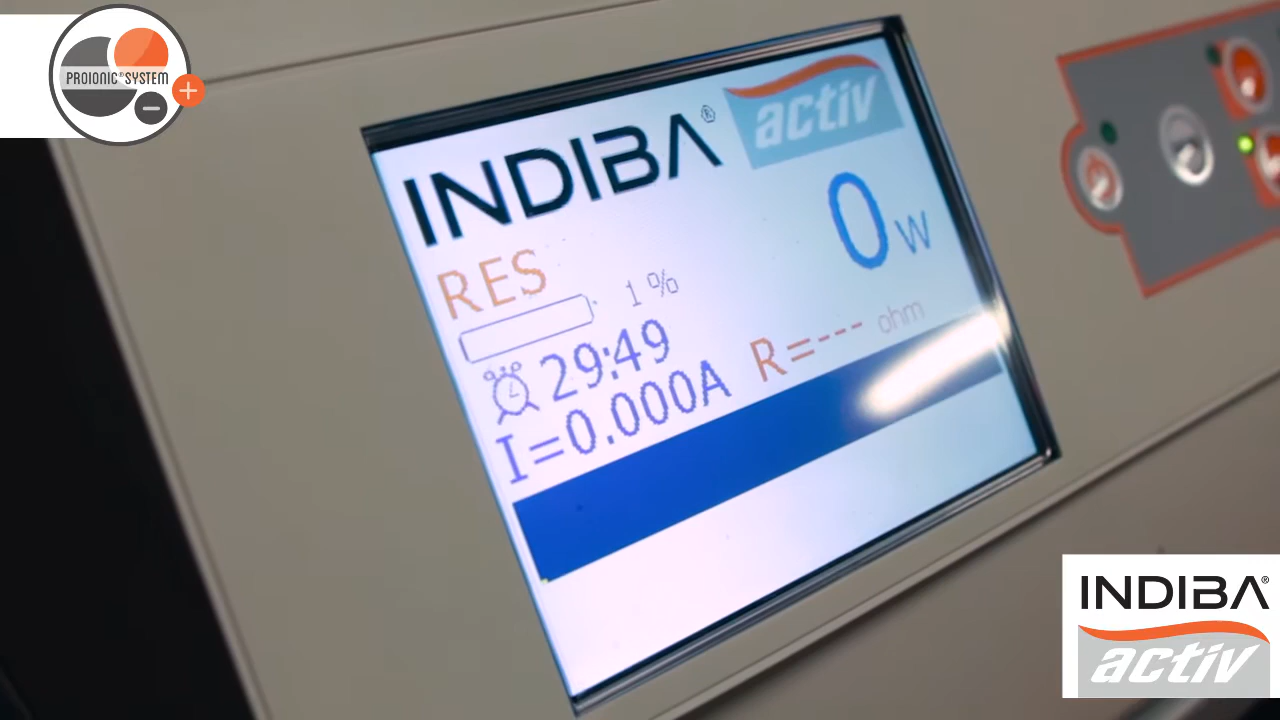 PROIONIC® SYSTEM
INDIBA®
activ
0 W
RES
1 %
29:49
R=--- ohm
I=0.000A
INDIBA®
activ